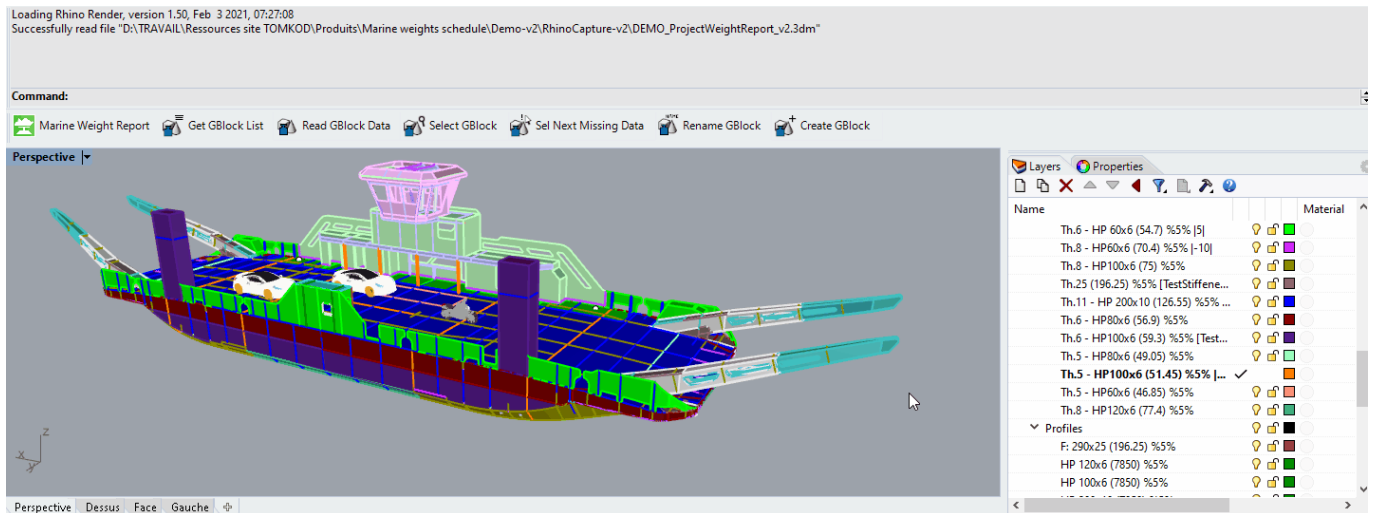 Loading Rhino Render, version 1.50, Feb 3 2021, 07:27:08
Successfully read file "D:\TRAVAIL\Ressources site TOMKOD\Produits\Marine weights schedule\Demo-v2\RhinoCapture-v2\DEMO_ProjectWeightReport_v2.3dm"
Command:
Marine Weight Report Get GBlock List Read GBlock Data Select GBlock Sel Next Missing Data Rename GBlock Create GBlock
Perspective
Layers Properties
Name Material
Th.6 - HP 60x6 (54.7) %5% |5|
Th.8 - HP60x6 (70.4) %5% |-10|
Th.8 - HP100x6 (75) %5%
Th.25 (196.25) %5% [TestStiffene...
Th.11 - HP 200x10 (126.55) %5% ...
Th.6 - HP80x6 (56.9) %5%
Th.6 - HP100x6 (59.3) %5% [Test...
Th.5 - HP80x6 (49.05) %5%
Th.5 - HP100x6 (51.45) %5% |...
Th.5 - HP60x6 (46.85) %5%
Th.8 - HP120x6 (77.4) %5%
Profiles
F: 290x25 (196.25) %5%
HP 120x6 (7850) %5%
HP 100x6 (7850) %5%
z
x
y
Perspective Dessus Face Gauche